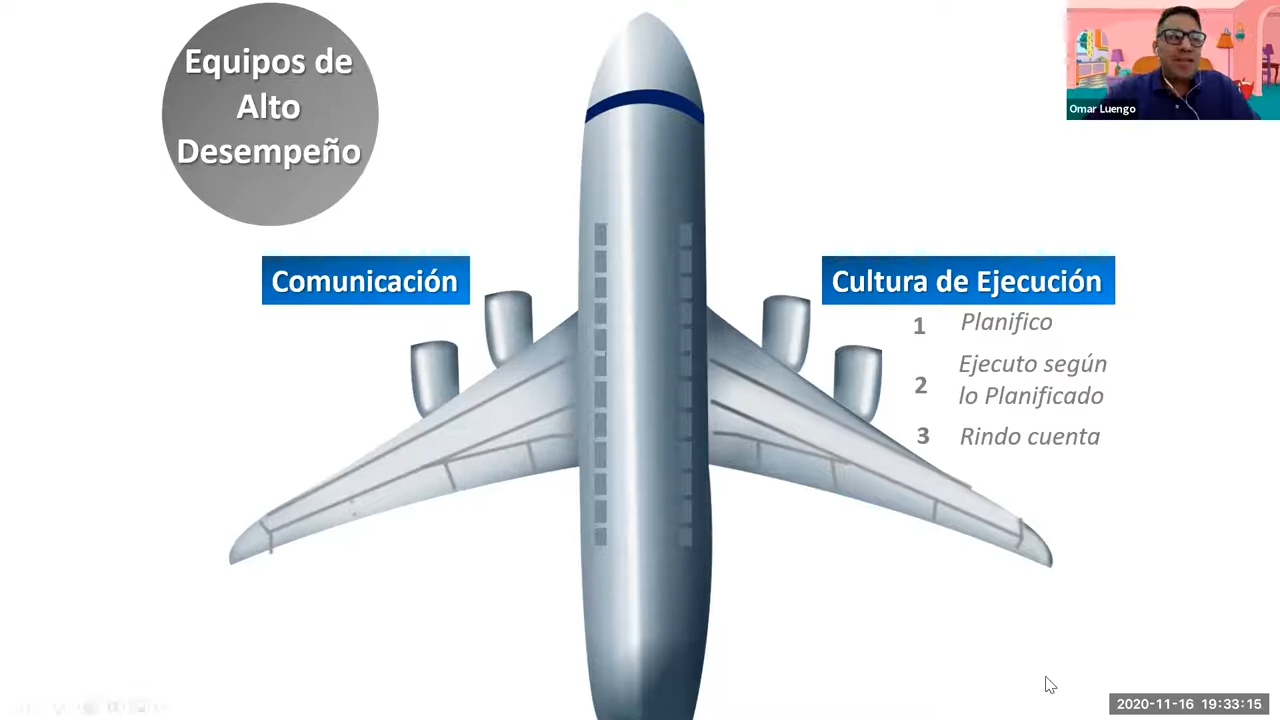 Equipos de
Alto
Desempeño
Omar Luengo
Comunicación
Cultura de Ejecución
1 Planifico
2 Ejecuto según
lo Planificado
3 Rindo cuenta
2020-11-16 19:33:15